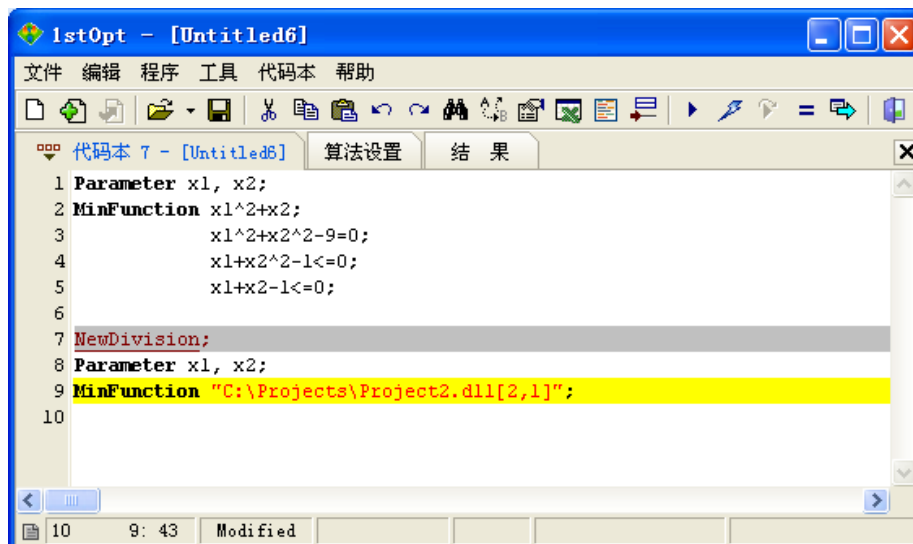 1stOpt - [Untitled6]
文件 编辑 程序 工具 代码本 帮助
代码本 7 - [Untitled6] 算法设置 结 果
1 Parameter x1, x2;
2 MinFunction x1^2+x2;
3 x1^2+x2^2-9=0;
4 x1+x2^2-1<=0;
5 x1+x2-1<=0;
6
7 NewDivision;
8 Parameter x1, x2;
9 MinFunction "C:\Projects\Project2.dll[2,1]";
10
10 9: 43 Modified